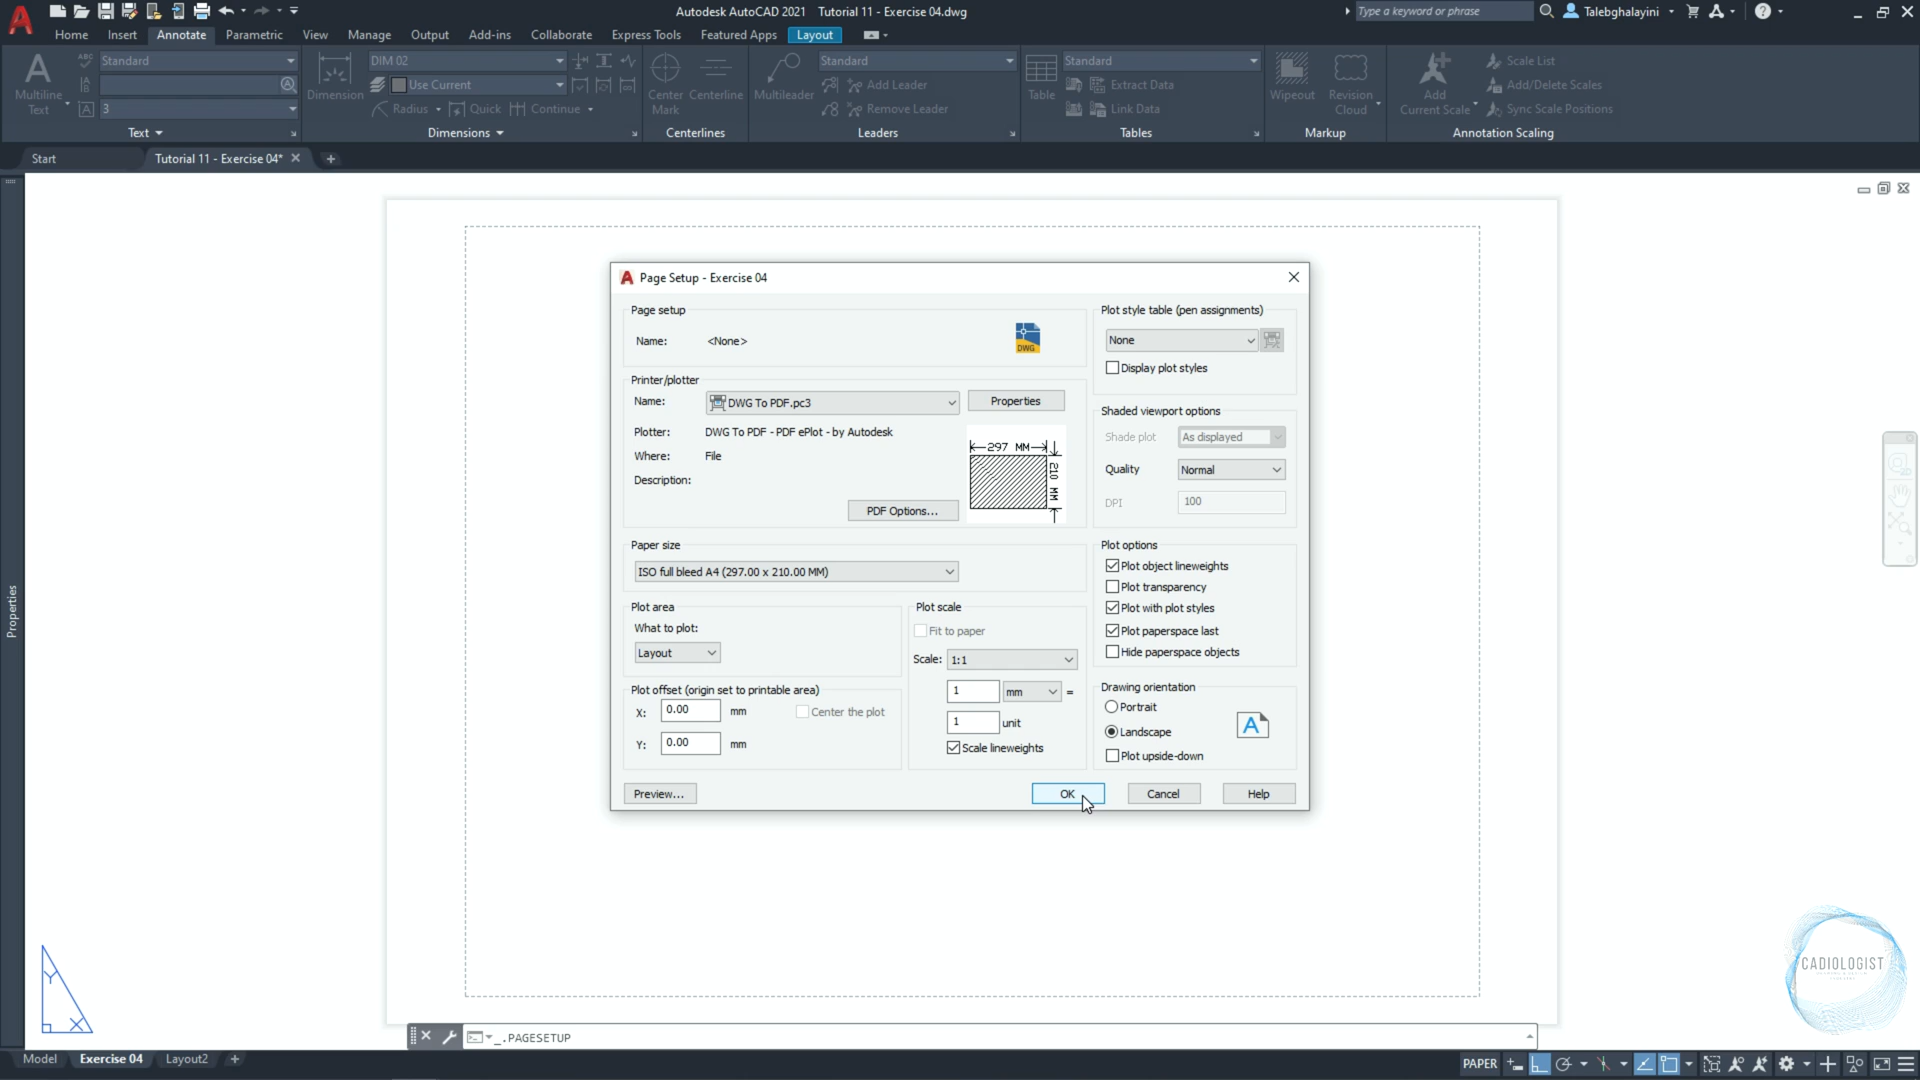 Autodesk AutoCAD 2021 Tutorial 11 - Exercise 04.dwg
Type a keyword or phrase
Talebghalayini
Home Insert Annotate Parametric View Manage Output Add-ins Collaborate Express Tools Featured Apps Layout
Standard DIM 02 Standard Standard
Use Current
3
Multiline Text
Dimension
Radius Quick Continue
Center Mark Centerline
Multileader Add Leader Remove Leader
Table Extract Data Link Data
Wipeout Revision Cloud
Add Current Scale
Scale List
Add/Delete Scales
Sync Scale Positions
Text Dimensions Centerlines Leaders Tables Markup Annotation Scaling
Start Tutorial 11 - Exercise 04*
Properties
Page Setup - Exercise 04
Page setup
Name: <None>
DWG
Printer/plotter
Name: DWG To PDF.pc3 Properties
Plotter: DWG To PDF - PDF ePlot - by Autodesk
Where: File
Description:
PDF Options...
297 MM
210 MM
Paper size
ISO full bleed A4 (297.00 x 210.00 MM)
Plot area
What to plot:
Layout
Plot offset (origin set to printable area)
X: 0.00 mm Center the plot
Y: 0.00 mm
Plot scale
Fit to paper
Scale: 1:1
1 mm =
1 unit
Scale lineweights
Plot style table (pen assignments)
None
Display plot styles
Shaded viewport options
Shade plot As displayed
Quality Normal
DPI 100
Plot options
Plot object lineweights
Plot transparency
Plot with plot styles
Plot paperspace last
Hide paperspace objects
Drawing orientation
Portrait
Landscape
Plot upside-down
A
Preview... OK Cancel Help
CADIOLOGIST
Y
X
_.PAGESETUP
Model Exercise 04 Layout2 +
PAPER